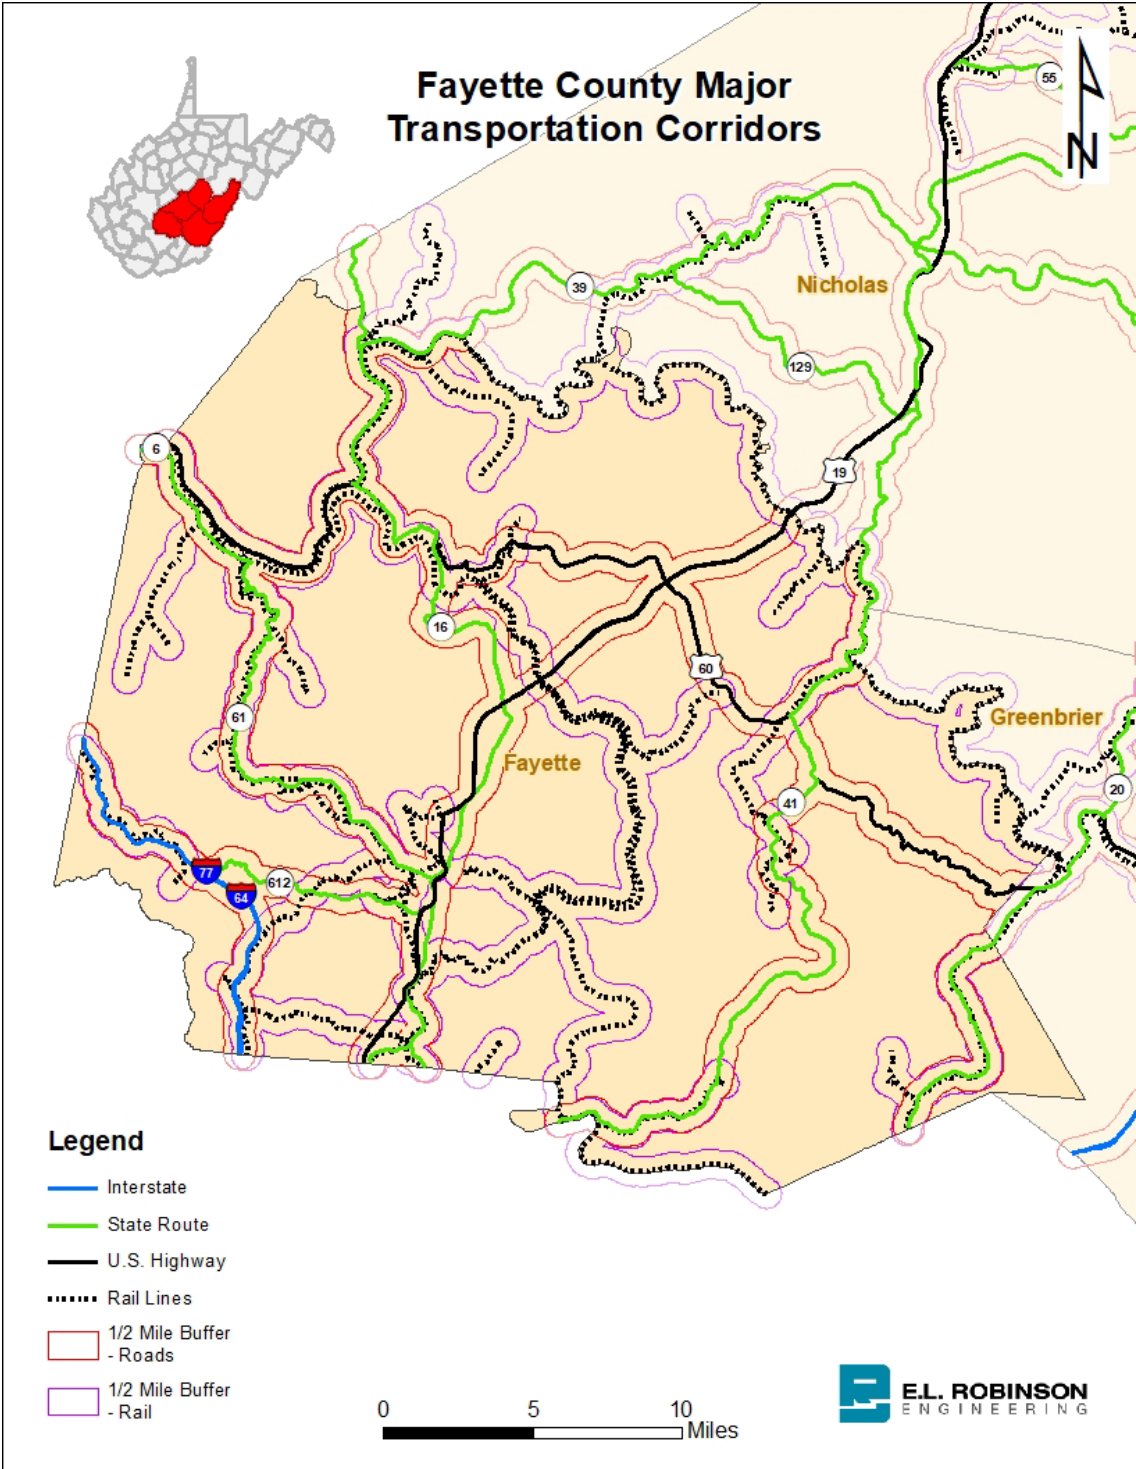 Fayette County Major
Transportation Corridors
N
55
Nicholas
39
129
6
19
16
60
61
Greenbrier
Fayette
20
41
77
612
64
Legend
Interstate
State Route
U.S. Highway
Rail Lines
1/2 Mile Buffer
- Roads
1/2 Mile Buffer
- Rail
0 5 10
Miles
E.L. ROBINSON
ENGINEERING